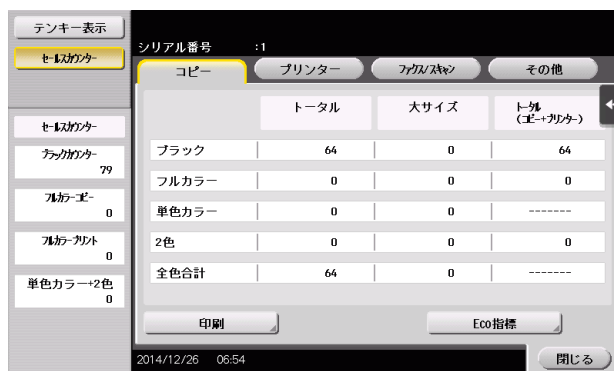 テンキー表示
セールスカウンター
シリアル番号 :1
コピー プリンター ファクス/スキャン その他
トータル 大サイズ トータル
(コピー+プリンター)
ブラック 64 0 64
フルカラー 0 0 0
単色カラー 0 0 -------
2色 0 0 0
全色合計 64 0 -------
セールスカウンター
ブラックカウンター
79
フルカラーコピー
0
フルカラープリント
0
単色カラー+2色
0
印刷 Eco指標
2014/12/26 06:54
閉じる